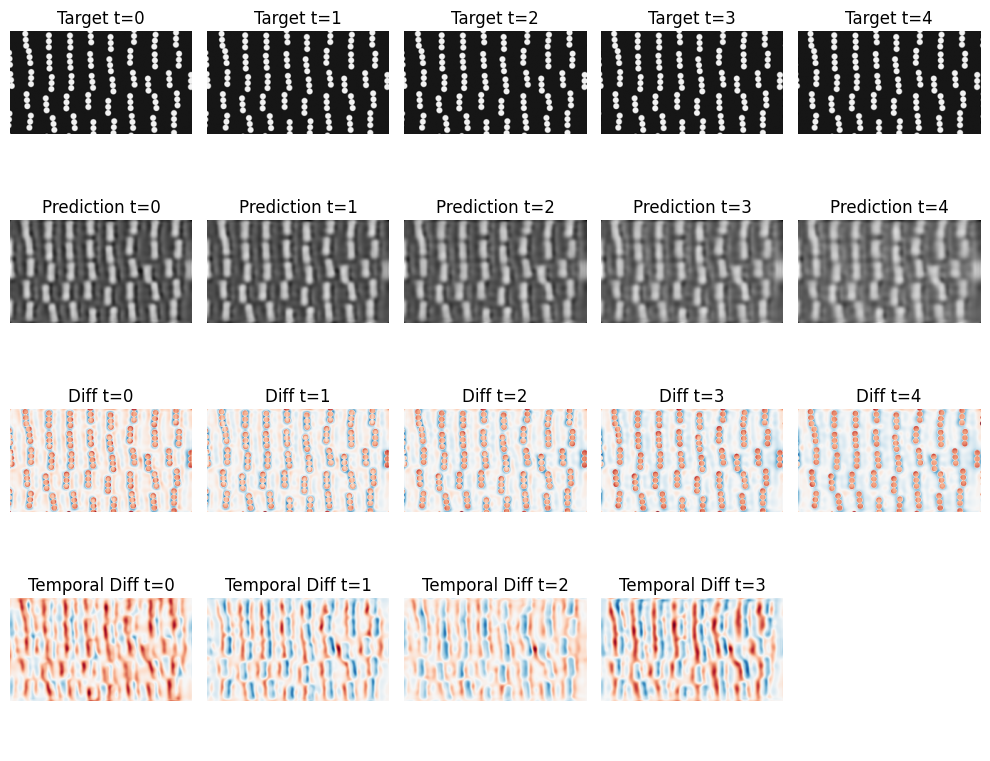 Target t=0 Target t=1 Target t=2 Target t=3 Target t=4
Prediction t=0 Prediction t=1 Prediction t=2 Prediction t=3 Prediction t=4
Diff t=0 Diff t=1 Diff t=2 Diff t=3 Diff t=4
Temporal Diff t=0 Temporal Diff t=1 Temporal Diff t=2 Temporal Diff t=3